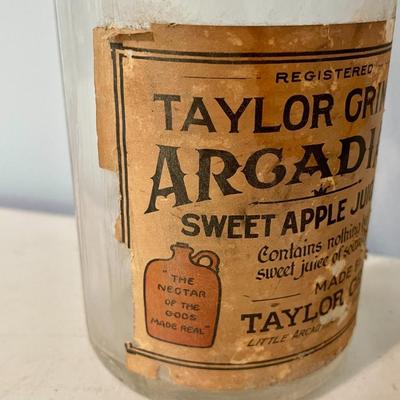 REGISTERED
TAYLOR GRI
ARCADI
SWEET APPLE JUI
Contains nothing
sweet juice of
MADE
TAYLOR G
LITTLE ARCA
"THE
NECTAR
OF THE
GODS
MADE REAL"